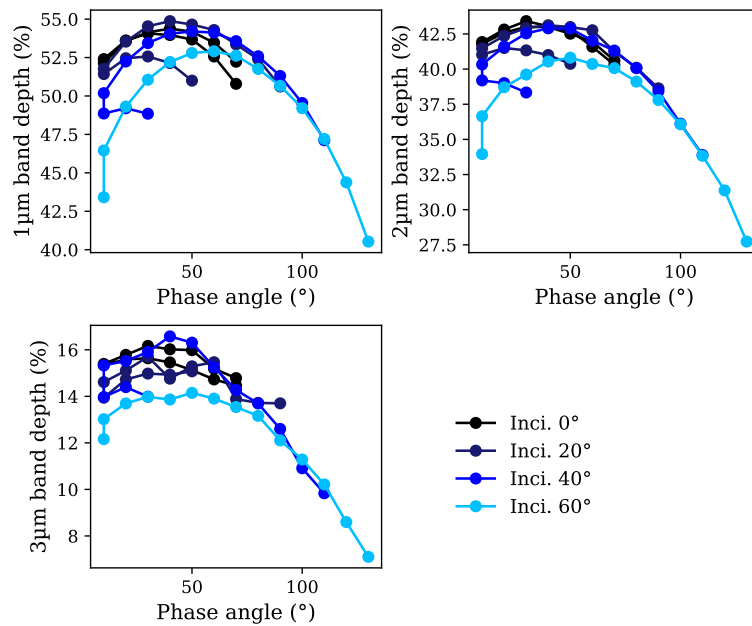 1μm band depth (%)
55.0
52.5
50.0
47.5
45.0
42.5
40.0
50
100
Phase angle (°)
2μm band depth (%)
42.5
40.0
37.5
35.0
32.5
30.0
27.5
50
100
Phase angle (°)
3μm band depth (%)
16
14
12
10
8
50
100
Phase angle (°)
Inci. 0°
Inci. 20°
Inci. 40°
Inci. 60°